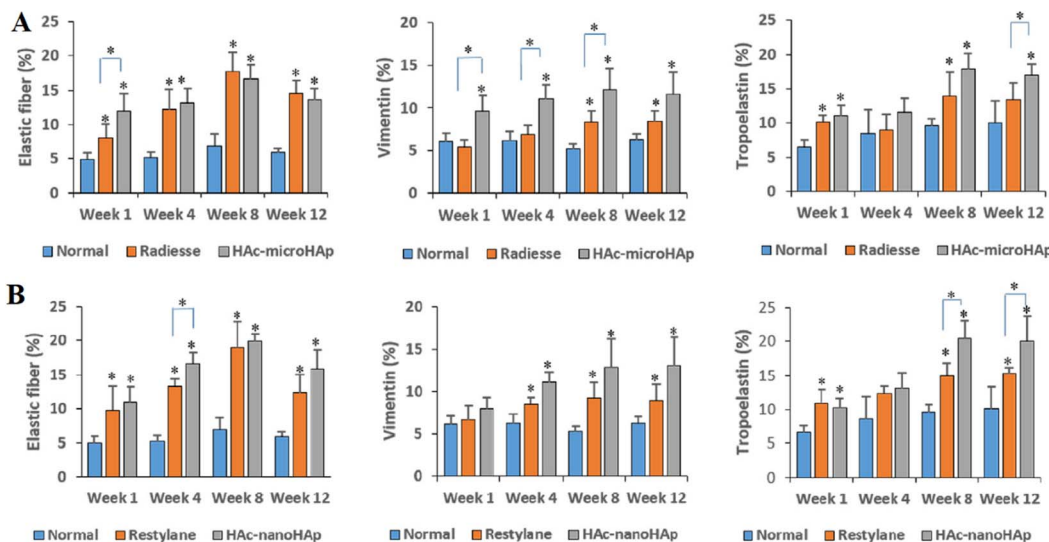 A
Elastic fiber (%)
25
20
15
10
5
0
*
* * * * * * * *
Week 1 Week 4 Week 8 Week 12
Normal Radiesse HAc-microHAp
Vimentin (%)
20
15
10
5
0
* * *
* * * * * *
Week 1 Week 4 Week 8 Week 12
Normal Radiesse HAc-microHAp
Tropoelastin (%)
25
20
15
10
5
0
*
* * * * *
Week 1 Week 4 Week 8 Week 12
Normal Radiesse HAc-microHAp
B
Elastic fiber (%)
25
20
15
10
5
0
*
* * * * * * * *
Week 1 Week 4 Week 8 Week 12
Normal Restylane HAc-nanoHAp
Vimentin (%)
20
15
10
5
0
* * * * * *
Week 1 Week 4 Week 8 Week 12
Normal Restylane HAc-nanoHAp
Tropoelastin (%)
25
20
15
10
5
0
* *
* * * * * *
Week 1 Week 4 Week 8 Week 12
Normal Restylane HAc-nanoHAp